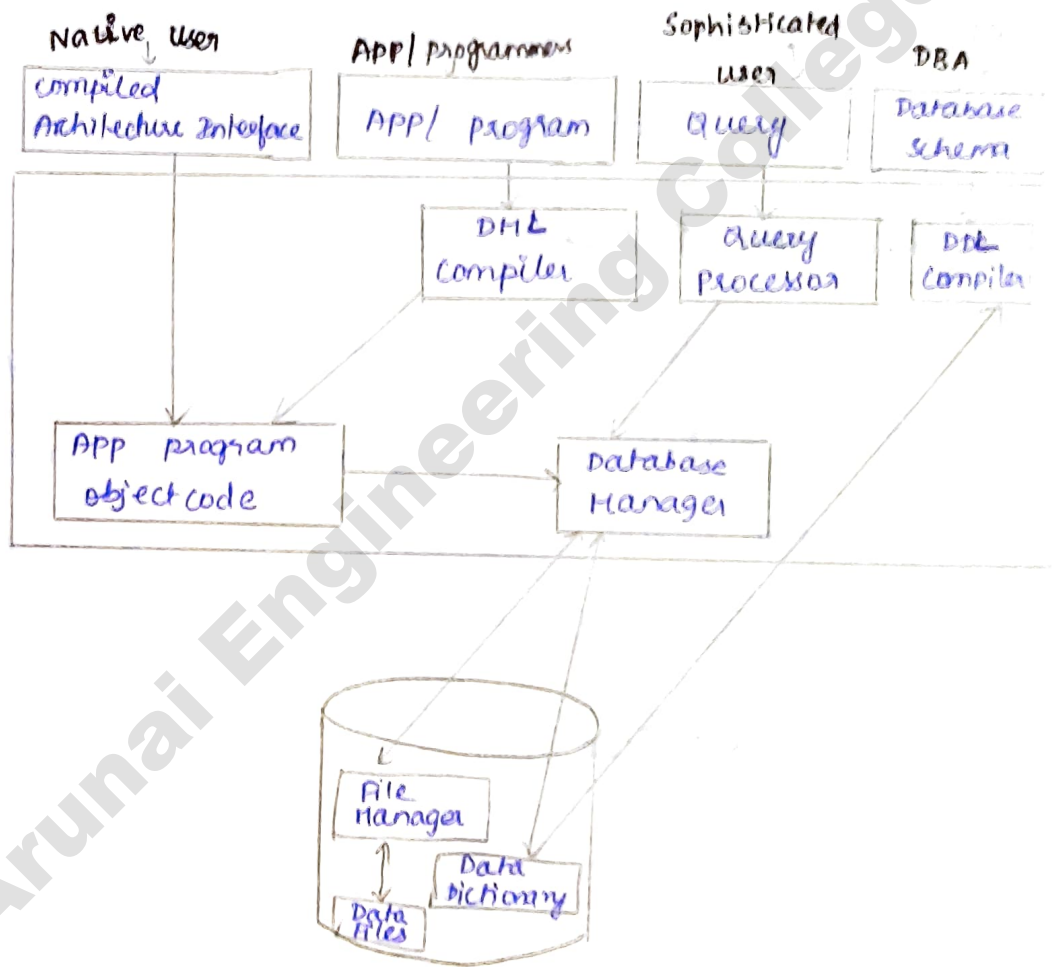 Native user
APP/ programmers
Sophisticated
user
DBA
compiled
Architecture Interface
APP/ program
Query
Database
schema
DML
compiler
Query
Processor
DDL
Compiler
APP program
object code
Database
Manager
File
Manager
Data
Dictionary
Data
Files
Arunai Engineering College